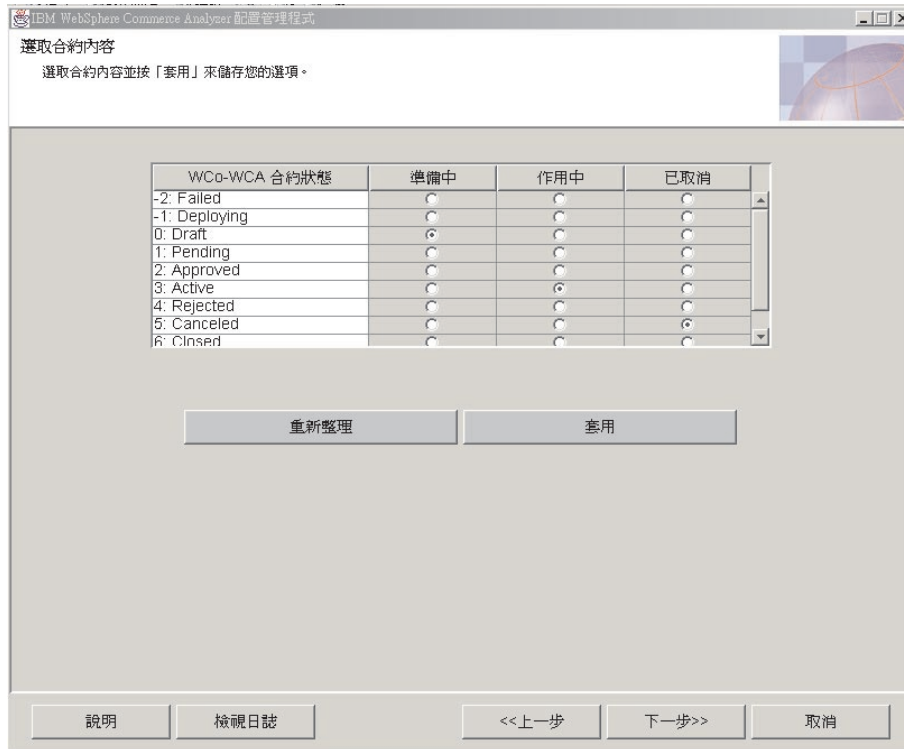 IBM WebSphere Commerce Analyzer 配置管理程式
選取合約內容
選取合約內容並按「套用」來儲存您的選項。
WCo-WCA 合約狀態 準備中 作用中 已取消
-2: Failed
-1: Deploying
0: Draft
1: Pending
2: Approved
3: Active
4: Rejected
5: Canceled
6: Closed
重新整理 套用
說明 檢視日誌 <<上一步 下一步>> 取消